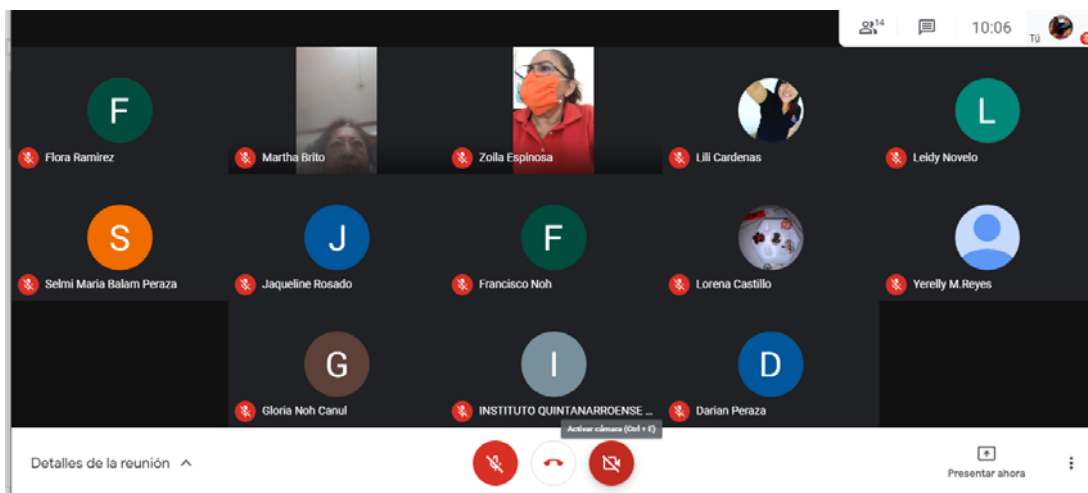 14
10:06
Tú
F
Flora Ramirez
Martha Brito
Zoila Espinosa
Lili Cardenas
L
Leidy Novelo
S
Selmi Maria Balam Peraza
J
Jaqueline Rosado
F
Francisco Noh
Lorena Castillo
Yerelly M.Reyes
G
Gloria Noh Canul
I
INSTITUTO QUINTANARROENSE ...
D
Darian Peraza
Activar cámara (Ctrl + E)
Detalles de la reunión
Presentar ahora